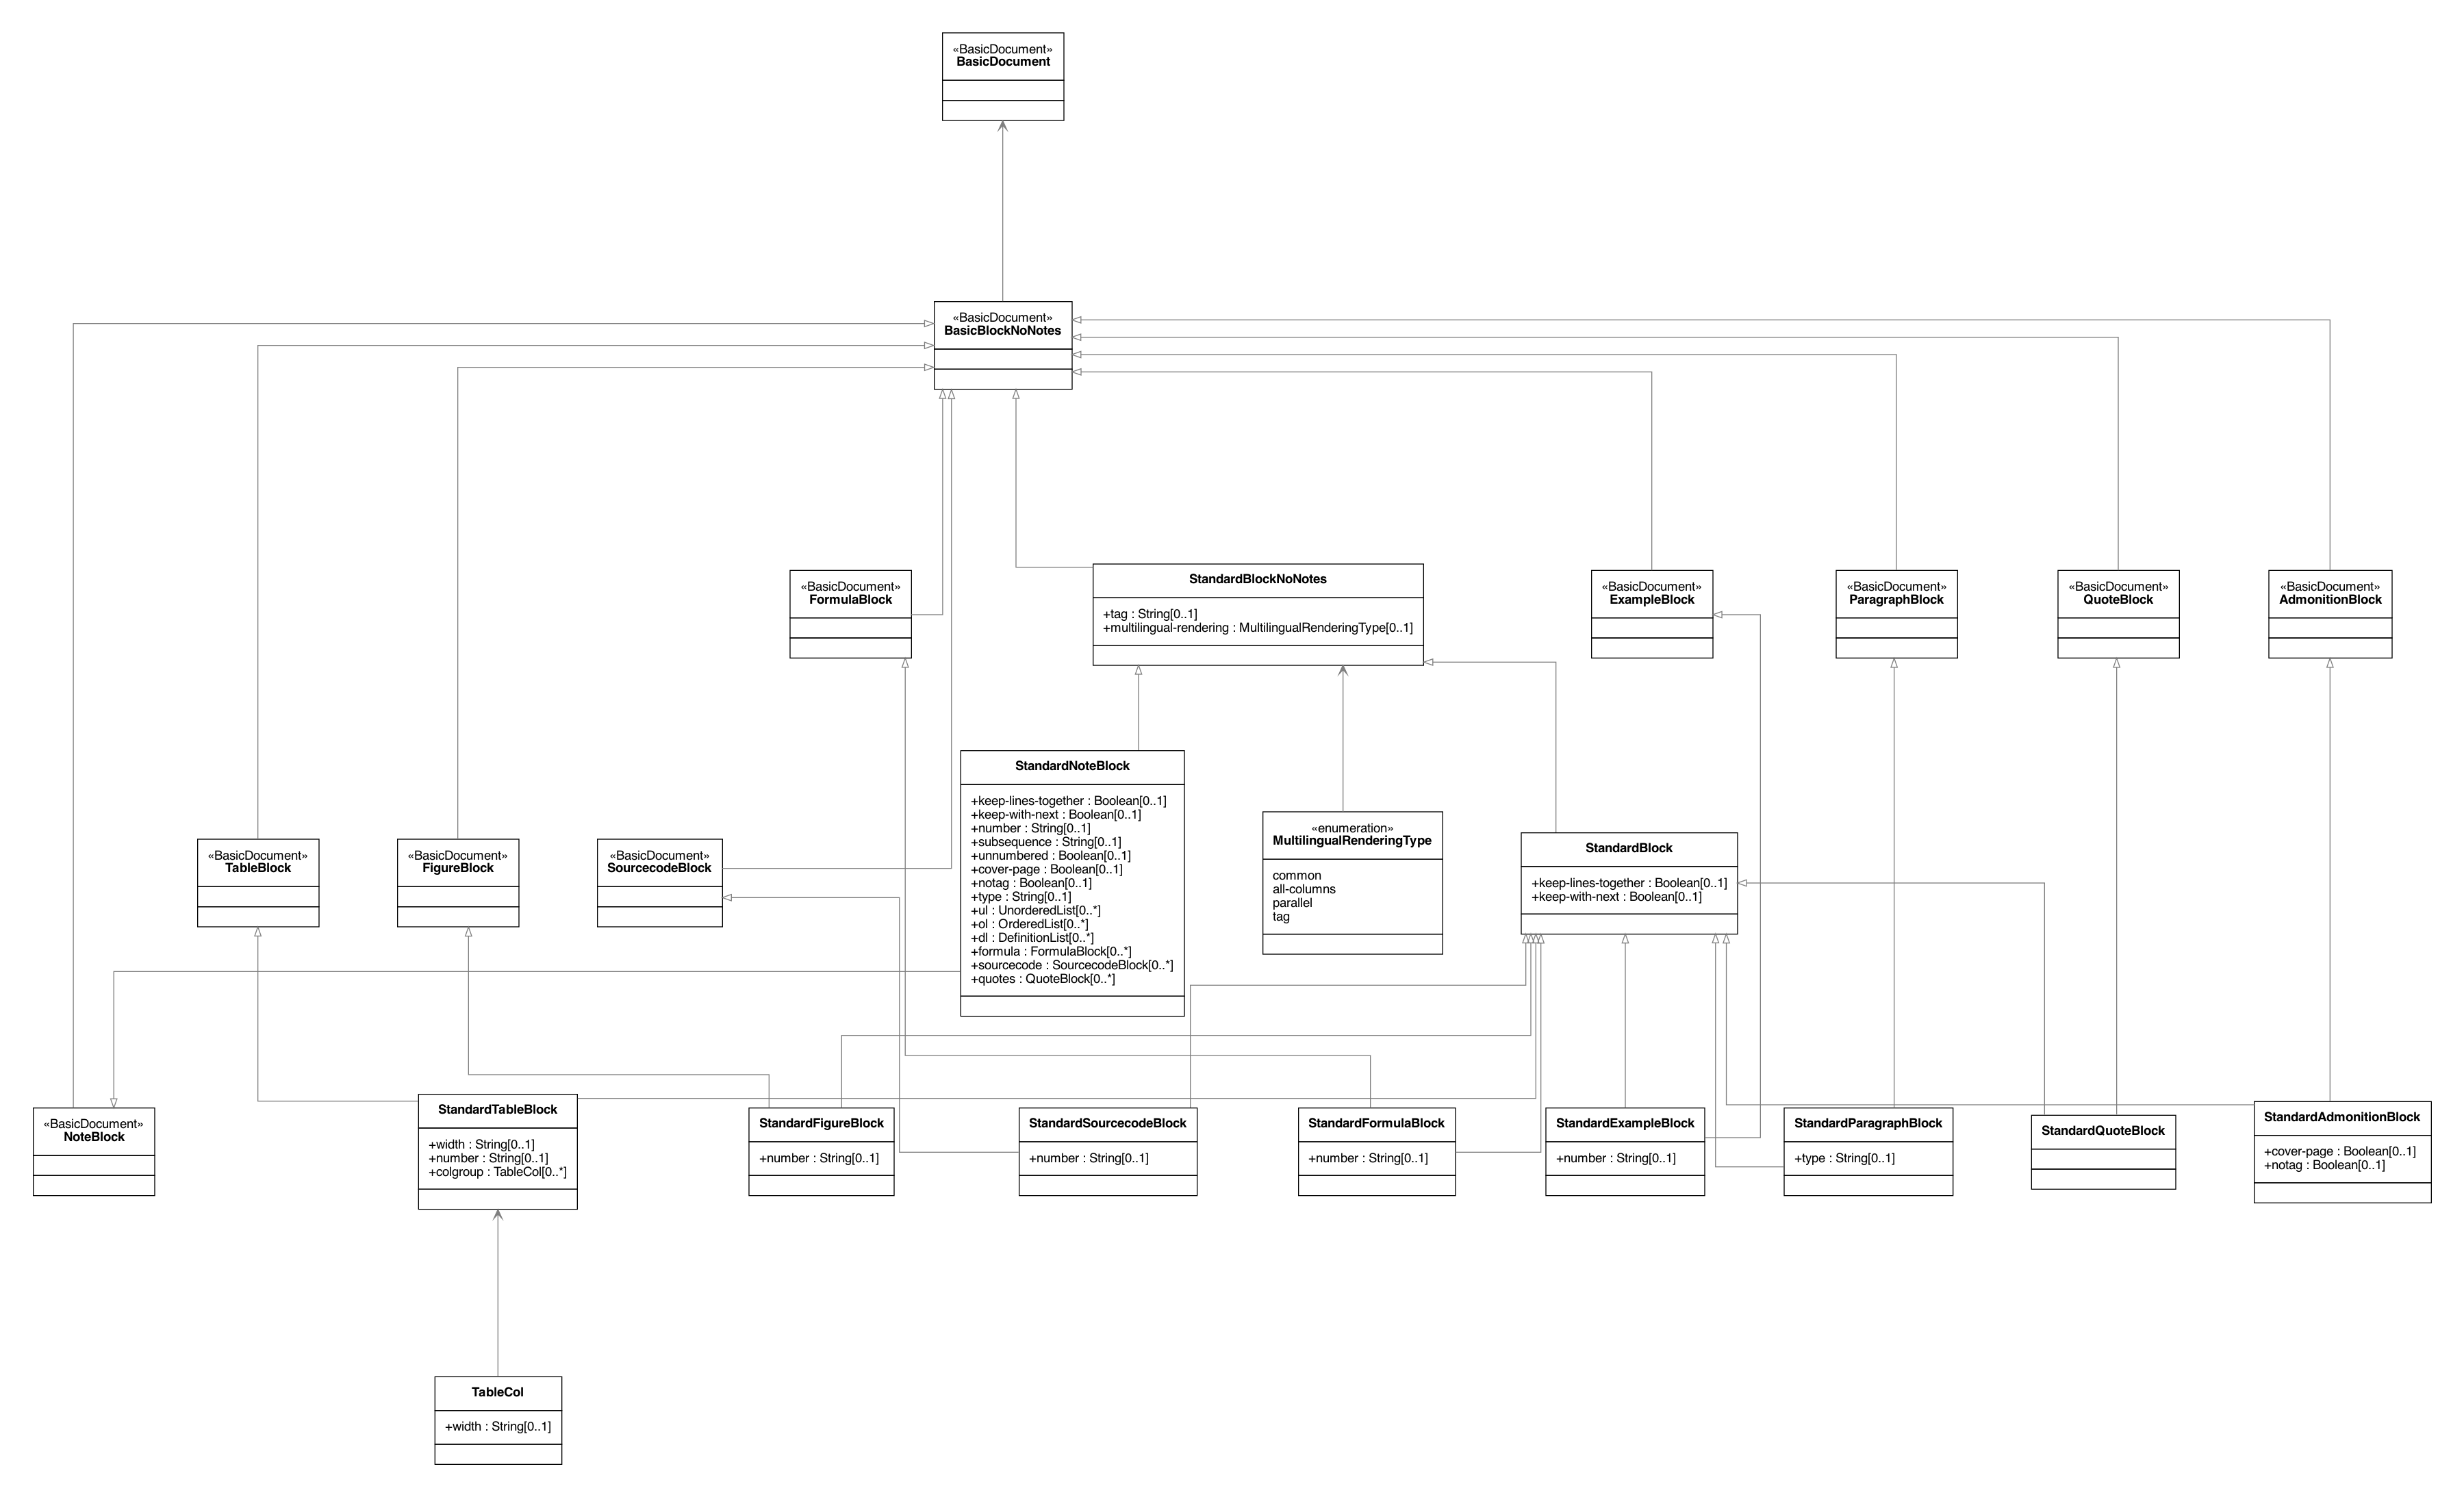 «BasicDocument»
BasicDocument
«BasicDocument»
BasicBlockNoNotes
«BasicDocument»
FormulaBlock
StandardBlockNoNotes
+tag : String[0..1]
+multilingual-rendering : MultilingualRenderingType[0..1]
«BasicDocument»
ExampleBlock
«BasicDocument»
ParagraphBlock
«BasicDocument»
QuoteBlock
«BasicDocument»
AdmonitionBlock
«BasicDocument»
TableBlock
«BasicDocument»
FigureBlock
«BasicDocument»
SourcecodeBlock
StandardNoteBlock
+keep-lines-together : Boolean[0..1]
+keep-with-next : Boolean[0..1]
+number : String[0..1]
+subsequence : String[0..1]
+unnumbered : Boolean[0..1]
+cover-page : Boolean[0..1]
+notag : Boolean[0..1]
+type : String[0..1]
+ul : UnorderedList[0..*]
+ol : OrderedList[0..*]
+dl : DefinitionList[0..*]
+formula : FormulaBlock[0..*]
+sourcecode : SourcecodeBlock[0..*]
+quotes : QuoteBlock[0..*]
«enumeration»
MultilingualRenderingType
common
all-columns
parallel
tag
StandardBlock
+keep-lines-together : Boolean[0..1]
+keep-with-next : Boolean[0..1]
«BasicDocument»
NoteBlock
StandardTableBlock
+width : String[0..1]
+number : String[0..1]
+colgroup : TableCol[0..*]
StandardFigureBlock
+number : String[0..1]
StandardSourcecodeBlock
+number : String[0..1]
StandardFormulaBlock
+number : String[0..1]
StandardExampleBlock
+number : String[0..1]
StandardParagraphBlock
+type : String[0..1]
StandardQuoteBlock
StandardAdmonitionBlock
+cover-page : Boolean[0..1]
+notag : Boolean[0..1]
TableCol
+width : String[0..1]